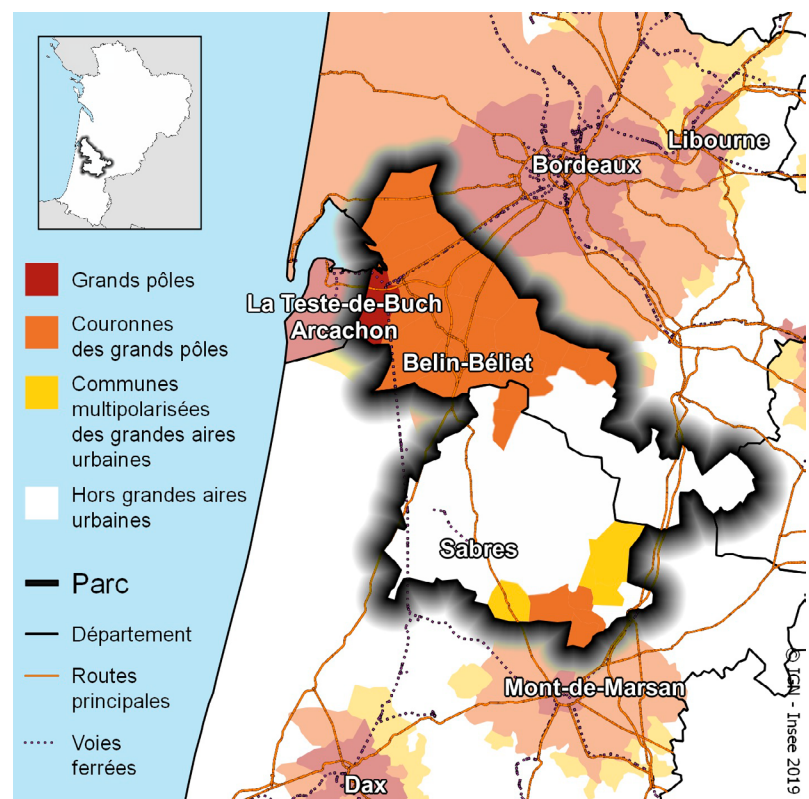 Bordeaux
Libourne
La Teste-de-Buch
Arcachon
Belin-Béliet
Sabres
Mont-de-Marsan
Dax
Grands pôles
Couronnes
des grands pôles
Communes
multipolarisées
des grandes aires
urbaines
Hors grandes aires
urbaines
Parc
Département
Routes
principales
Voies
ferrées
© IGN - Insee 2019